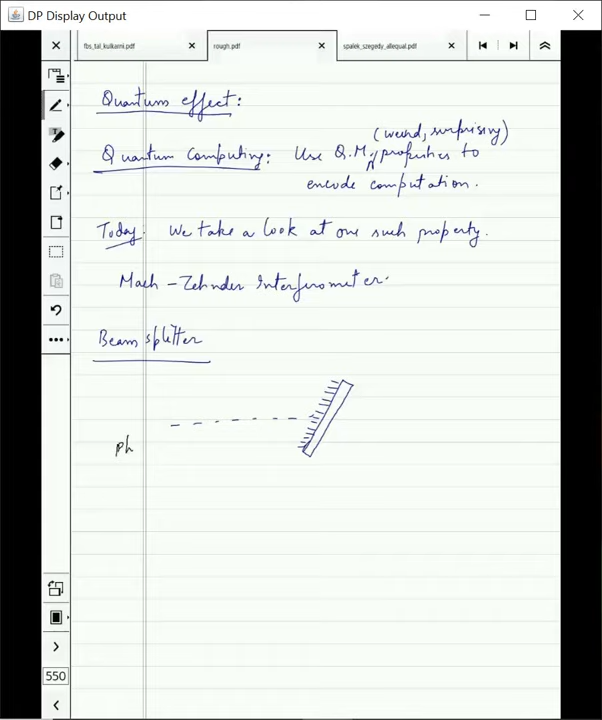 DP Display Output
fbs_tal_kulkarni.pdf
rough.pdf
spalek_szegedy_allequal.pdf
Quantum effect:
(weird, surprising)
Quantum computing: Use Q.M. properties to
encode computation.
Today: We take a look at one such property.
Mach - Zehnder Interferometer.
Beam splitter
ph
550